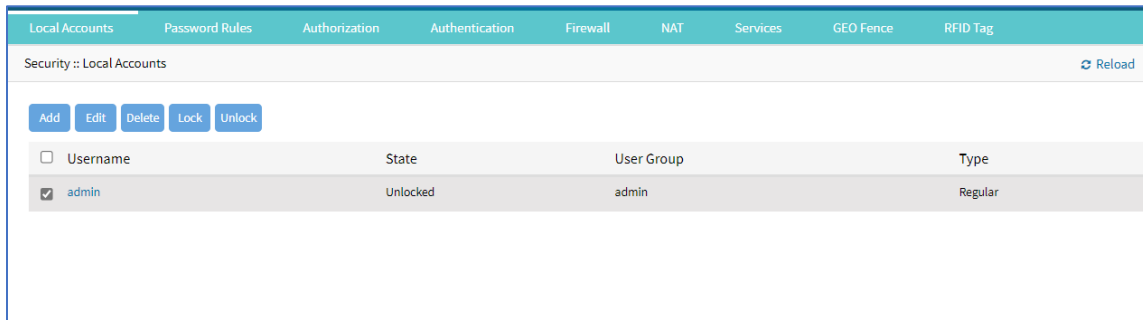 Local Accounts Password Rules Authorization Authentication Firewall NAT Services GEO Fence RFID Tag
Security :: Local Accounts Reload
Add Edit Delete Lock Unlock
Username State User Group Type
admin Unlocked admin Regular